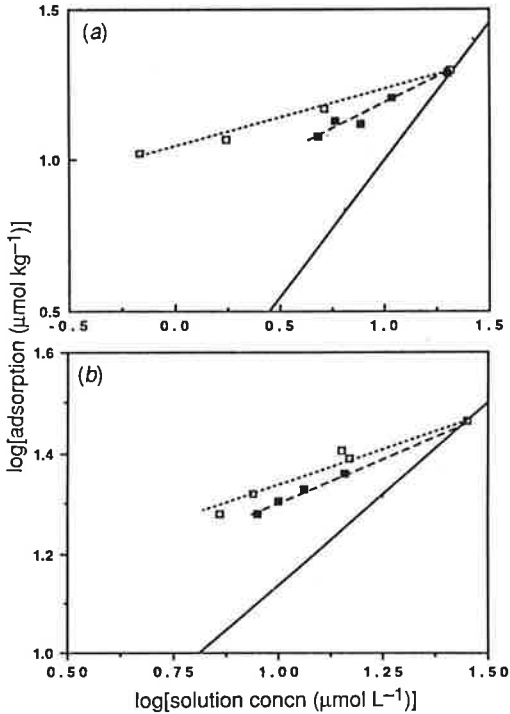 (a)
1.5
1.0
0.5
-0.5 0.0 0.5 1.0 1.5
log[adsorption (μmol kg–1)]
(b)
1.6
1.4
1.2
1.0
0.50 0.75 1.00 1.25 1.50
log[solution concn (μmol L–1)]